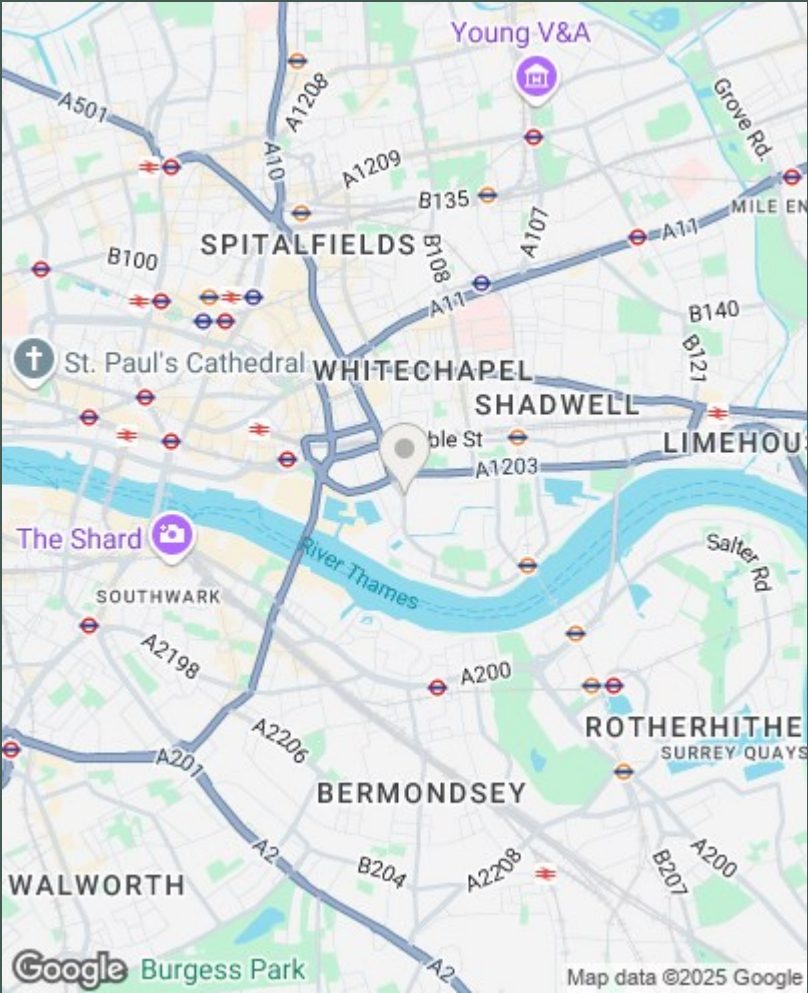 Young V&A
A1208
A501
Grove Rd.
A10
A1209
B135
MILE EN
A107
A11
SPITALFIELDS
B108
B100
A11
B140
B121
St. Paul's Cathedral
WHITECHAPEL
SHADWELL
ble St
LIMEHOU
A1203
The Shard
River Thames
Salter Rd
SOUTHWARK
A2198
A200
A2206
ROTHERHITHE
SURREY QUAYS
A201
BERMONDSEY
A2
A200
B204
A2208
B207
WALWORTH
Google
Burgess Park
A2
Map data ©2025 Google